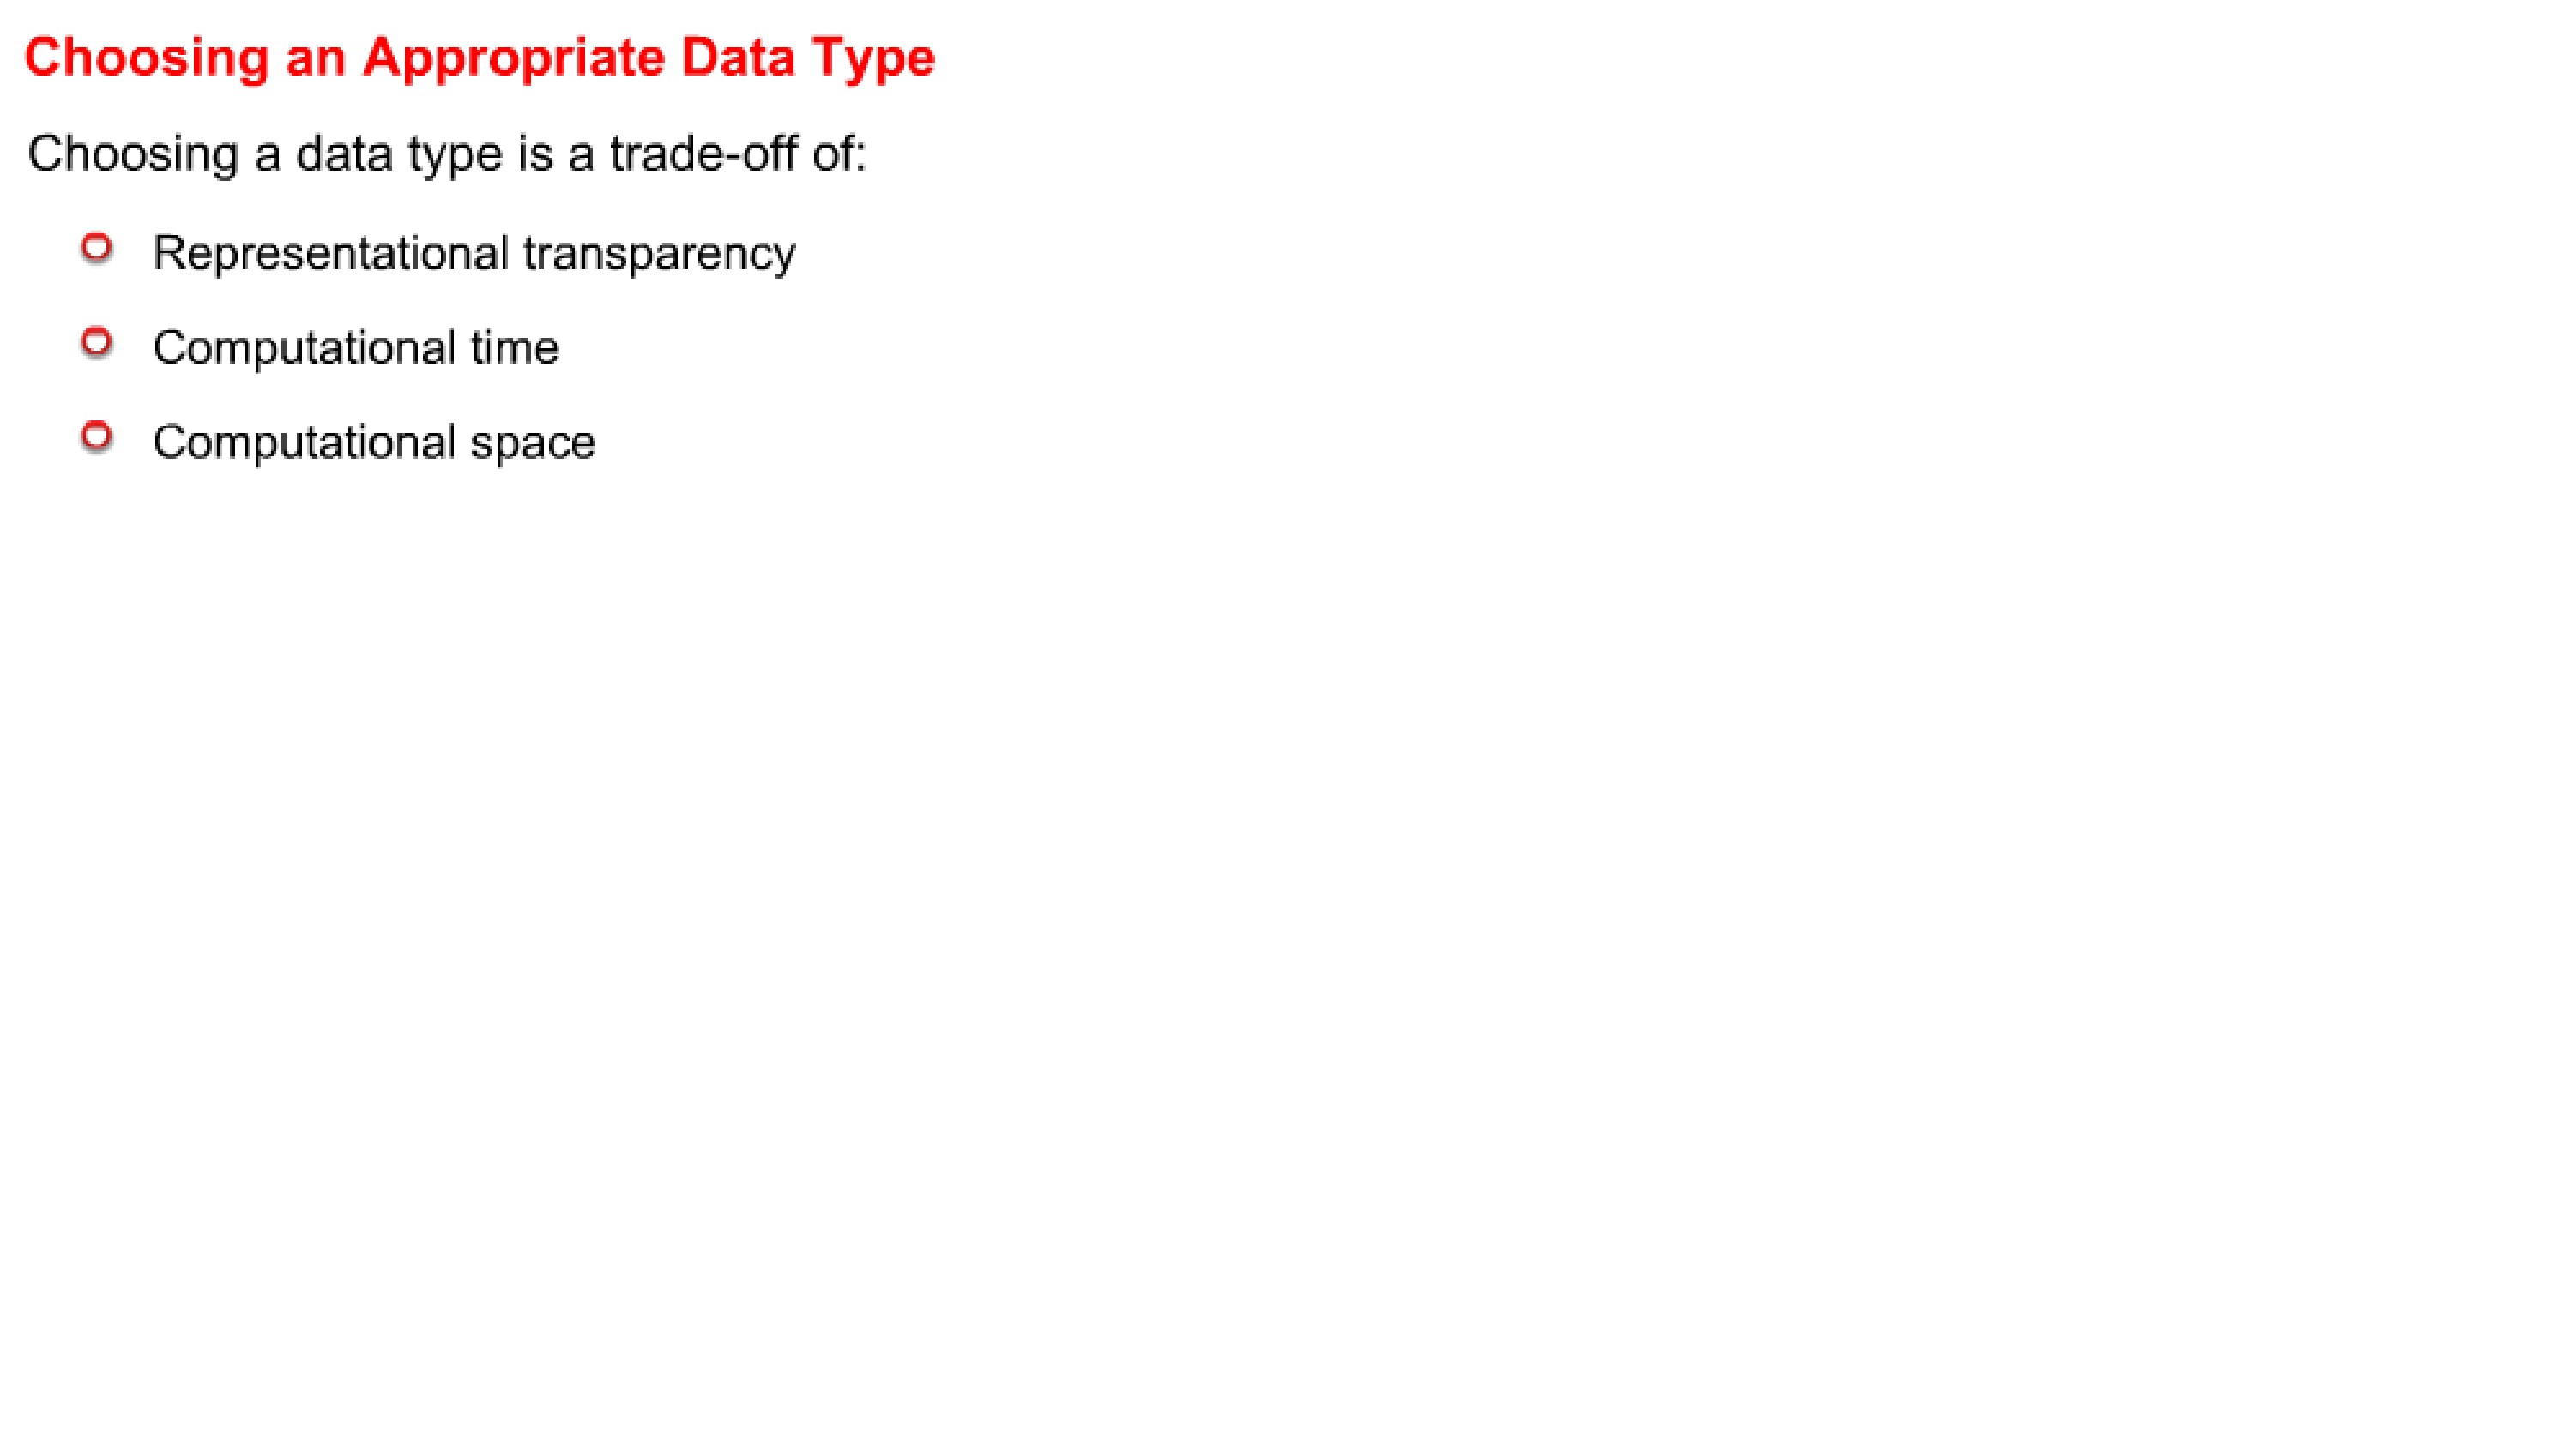 Choosing an Appropriate Data Type
Choosing a data type is a trade-off of:
Representational transparency
Computational time
Computational space